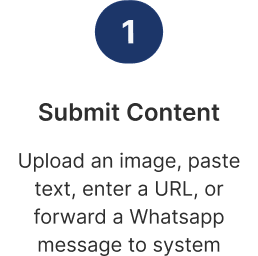 1
Submit Content
Upload an image, paste
text, enter a URL, or
forward a Whatsapp
message to system